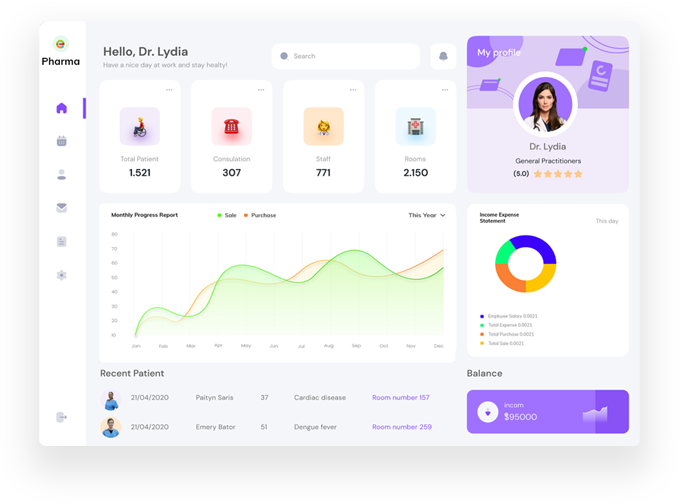 Pharma
Hello, Dr. Lydia
Have a nice day at work and stay healty!
Search
My profile
Dr. Lydia
General Practitioners
(5.0)
Total Patient
1.521
Consulation
307
Staff
771
Rooms
2.150
Monthly Progress Report
Sale
Purchase
This Year
80
70
60
50
40
30
20
10
Jan Feb Mar Apr May Jun Jul Aug Sep Oct Nov Dec
Income Expense
Statement
This day
Employer Salary 0.0021
Total Expense 0.0021
Total Purchase 0.0021
Total Sale 0.0021
Recent Patient
21/04/2020 Paityn Saris 37 Cardiac disease Room number 157
21/04/2020 Emery Bator 51 Dengue fever Room number 259
Balance
incom
$95000